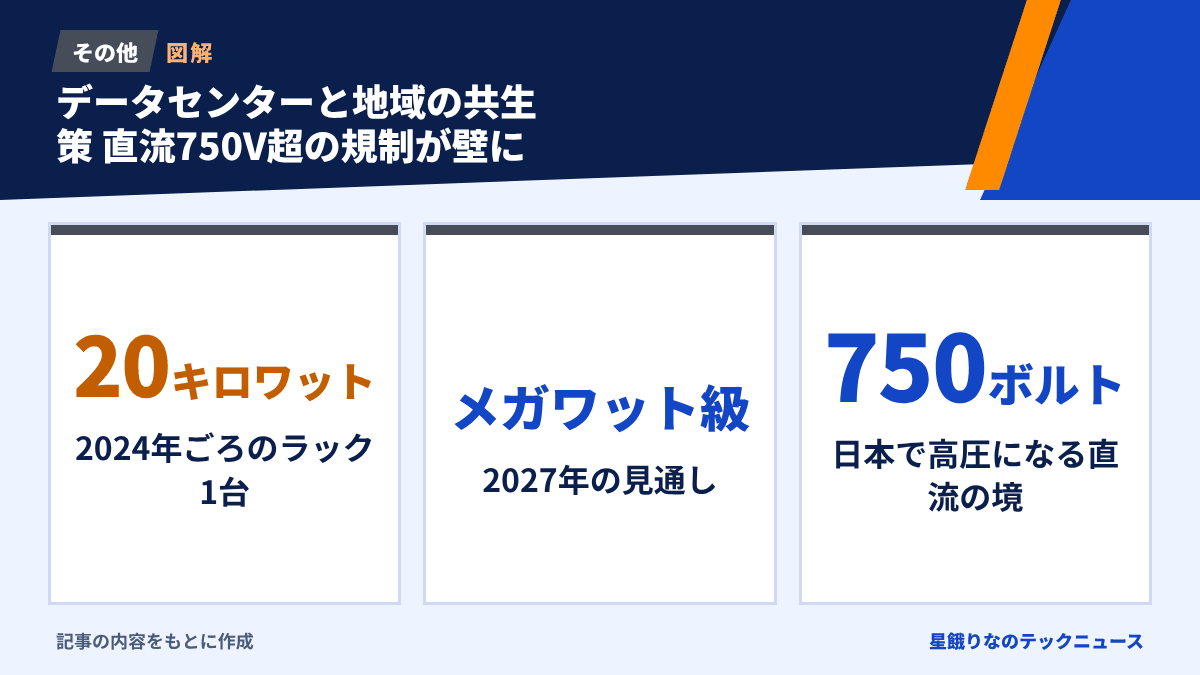 その他 図解
データセンターと地域の共生
策 直流750V超の規制が壁に
20キロワット
2024年ごろのラック
1台
メガワット級
2027年の見通し
750ボルト
日本で高圧になる直
流の境
記事の内容をもとに作成
星餓りなのテックニュース